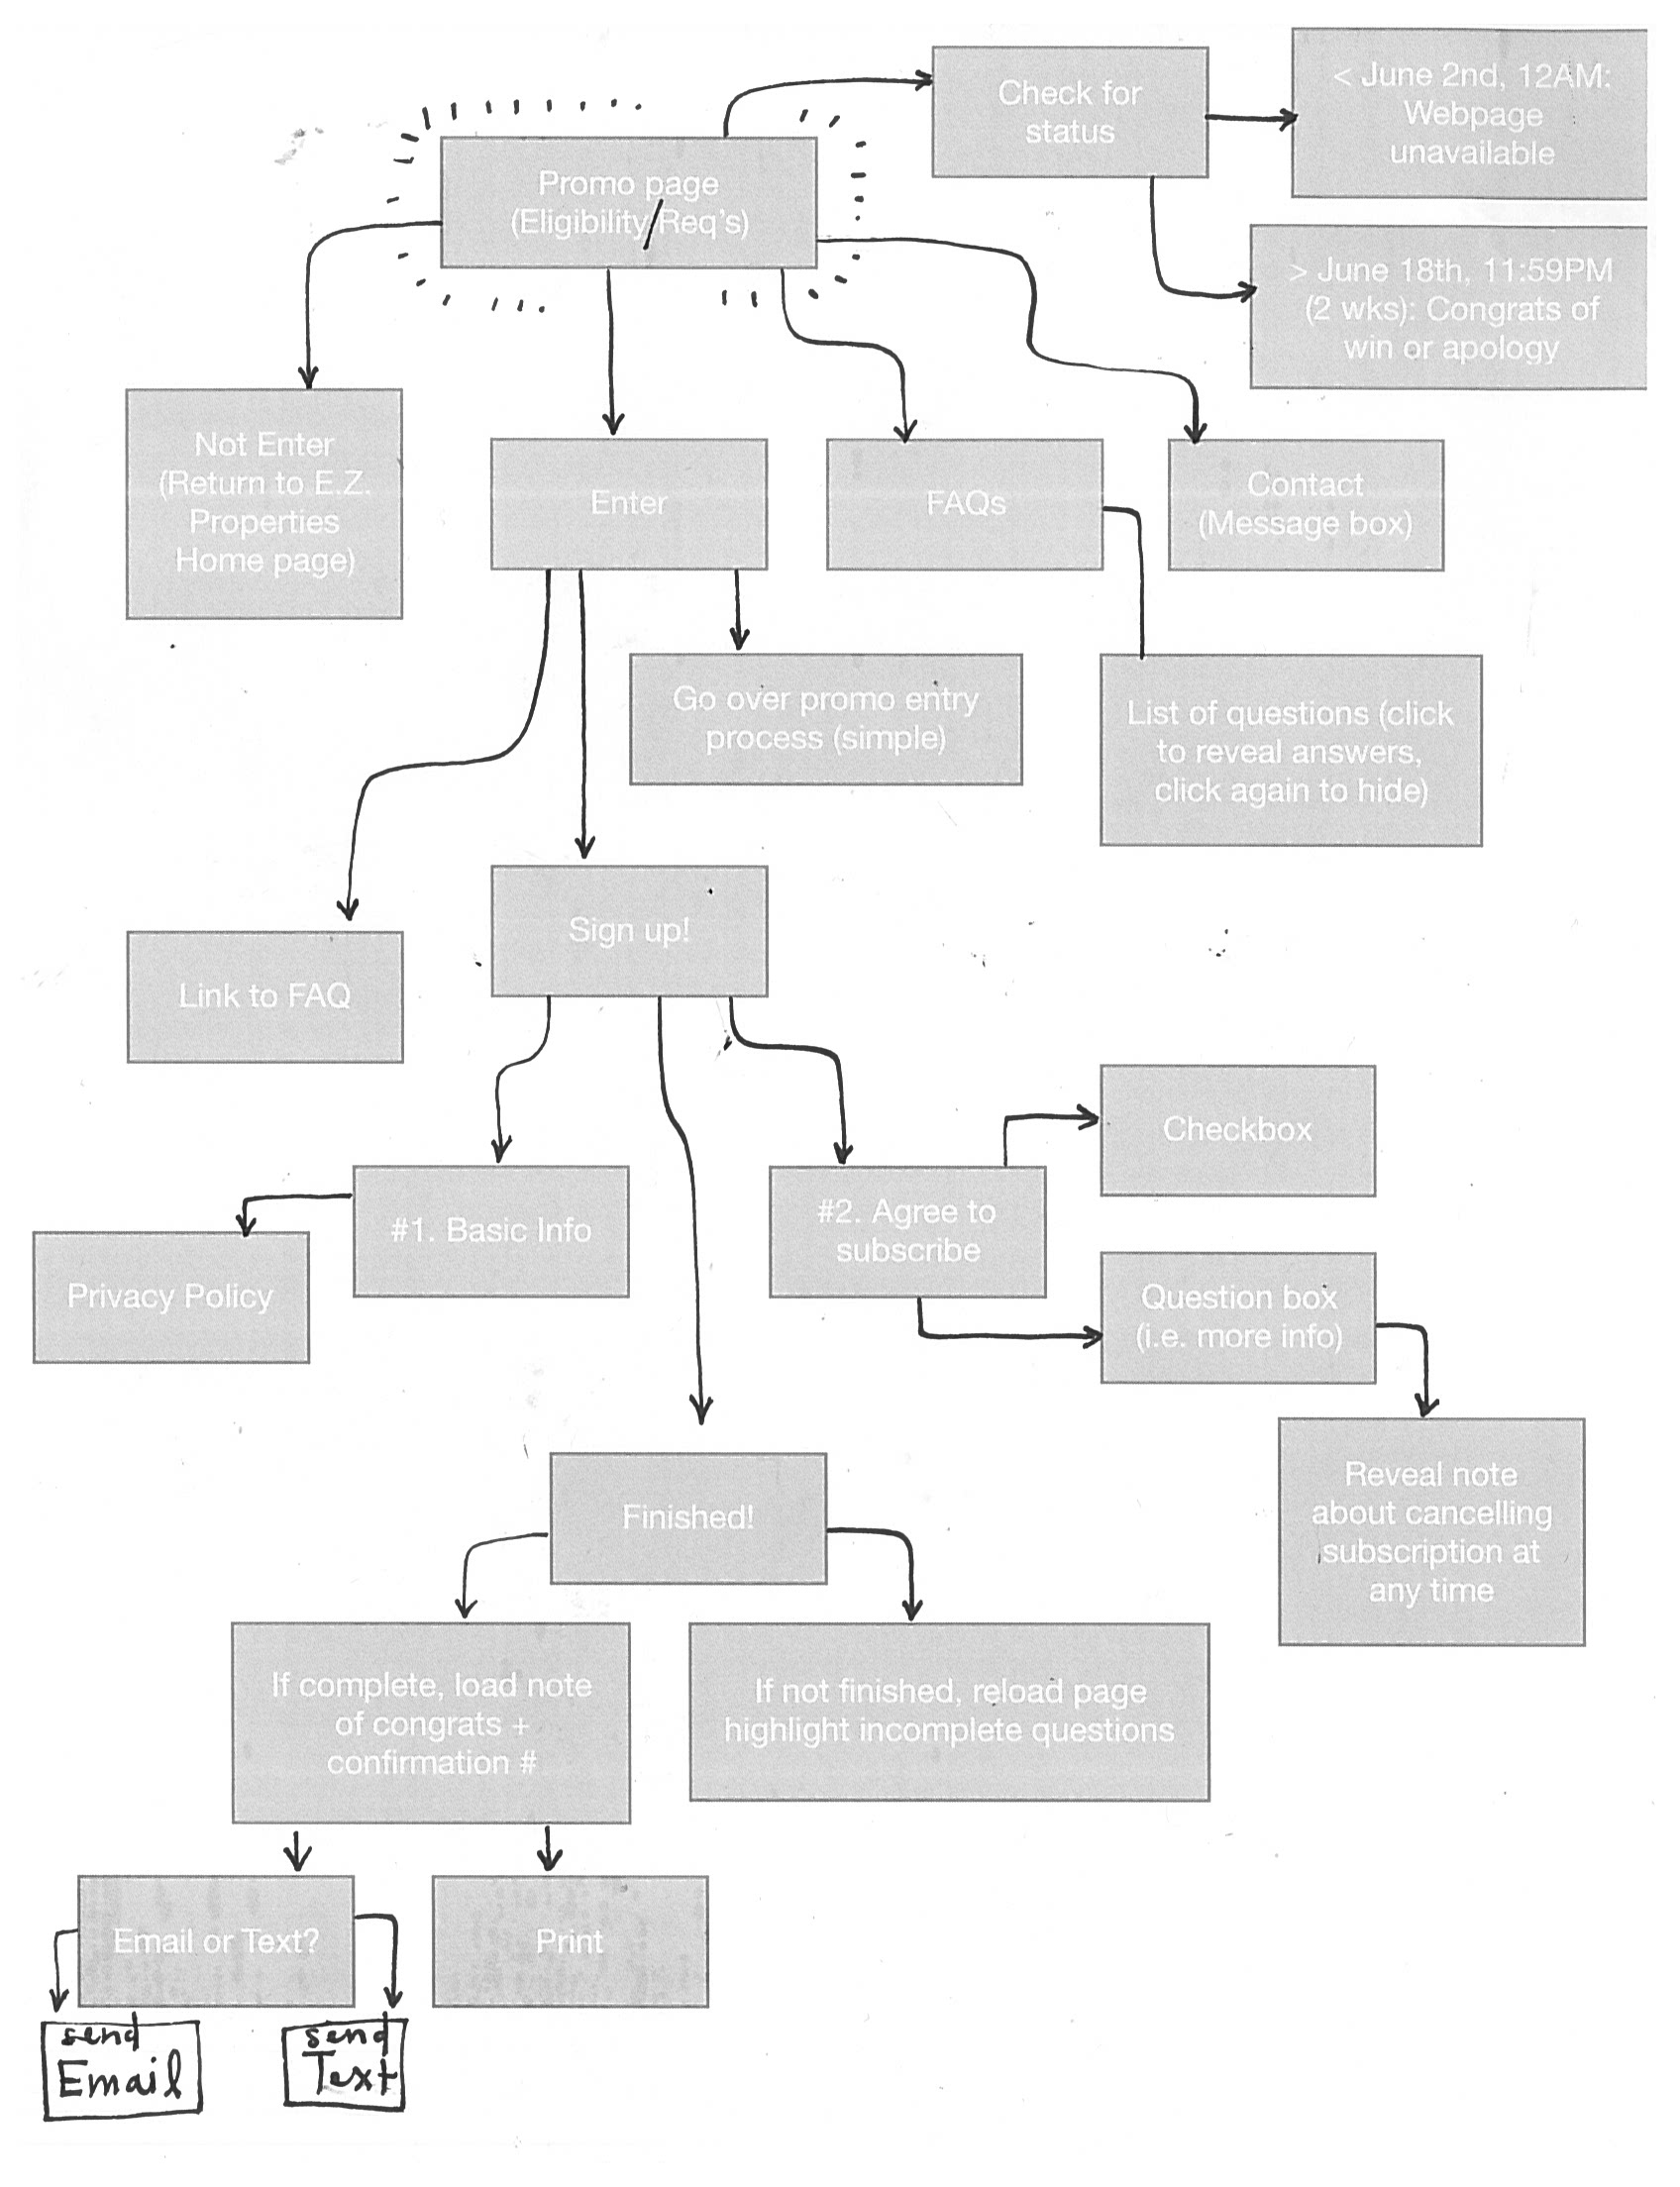 Check for
status
< June 2nd, 12AM:
Webpage
unavailable
Promo page
(Eligibility/Req's)
> June 18th, 11:59PM
(2 wks): Congrats of
win or apology
Not Enter
(Return to E.Z.
Properties
Home page)
Enter
FAQs
Contact
(Message box)
Go over promo entry
process (simple)
List of questions (click
to reveal answers,
click again to hide)
Sign up!
Link to FAQ
Checkbox
#1. Basic Info
#2. Agree to
subscribe
Privacy Policy
Question box
(i.e. more info)
Reveal note
about cancelling
subscription at
any time
Finished!
If complete, load note
of congrats +
confirmation #
If not finished, reload page
highlight incomplete questions
Email or Text?
Print
send
Email
send
Text